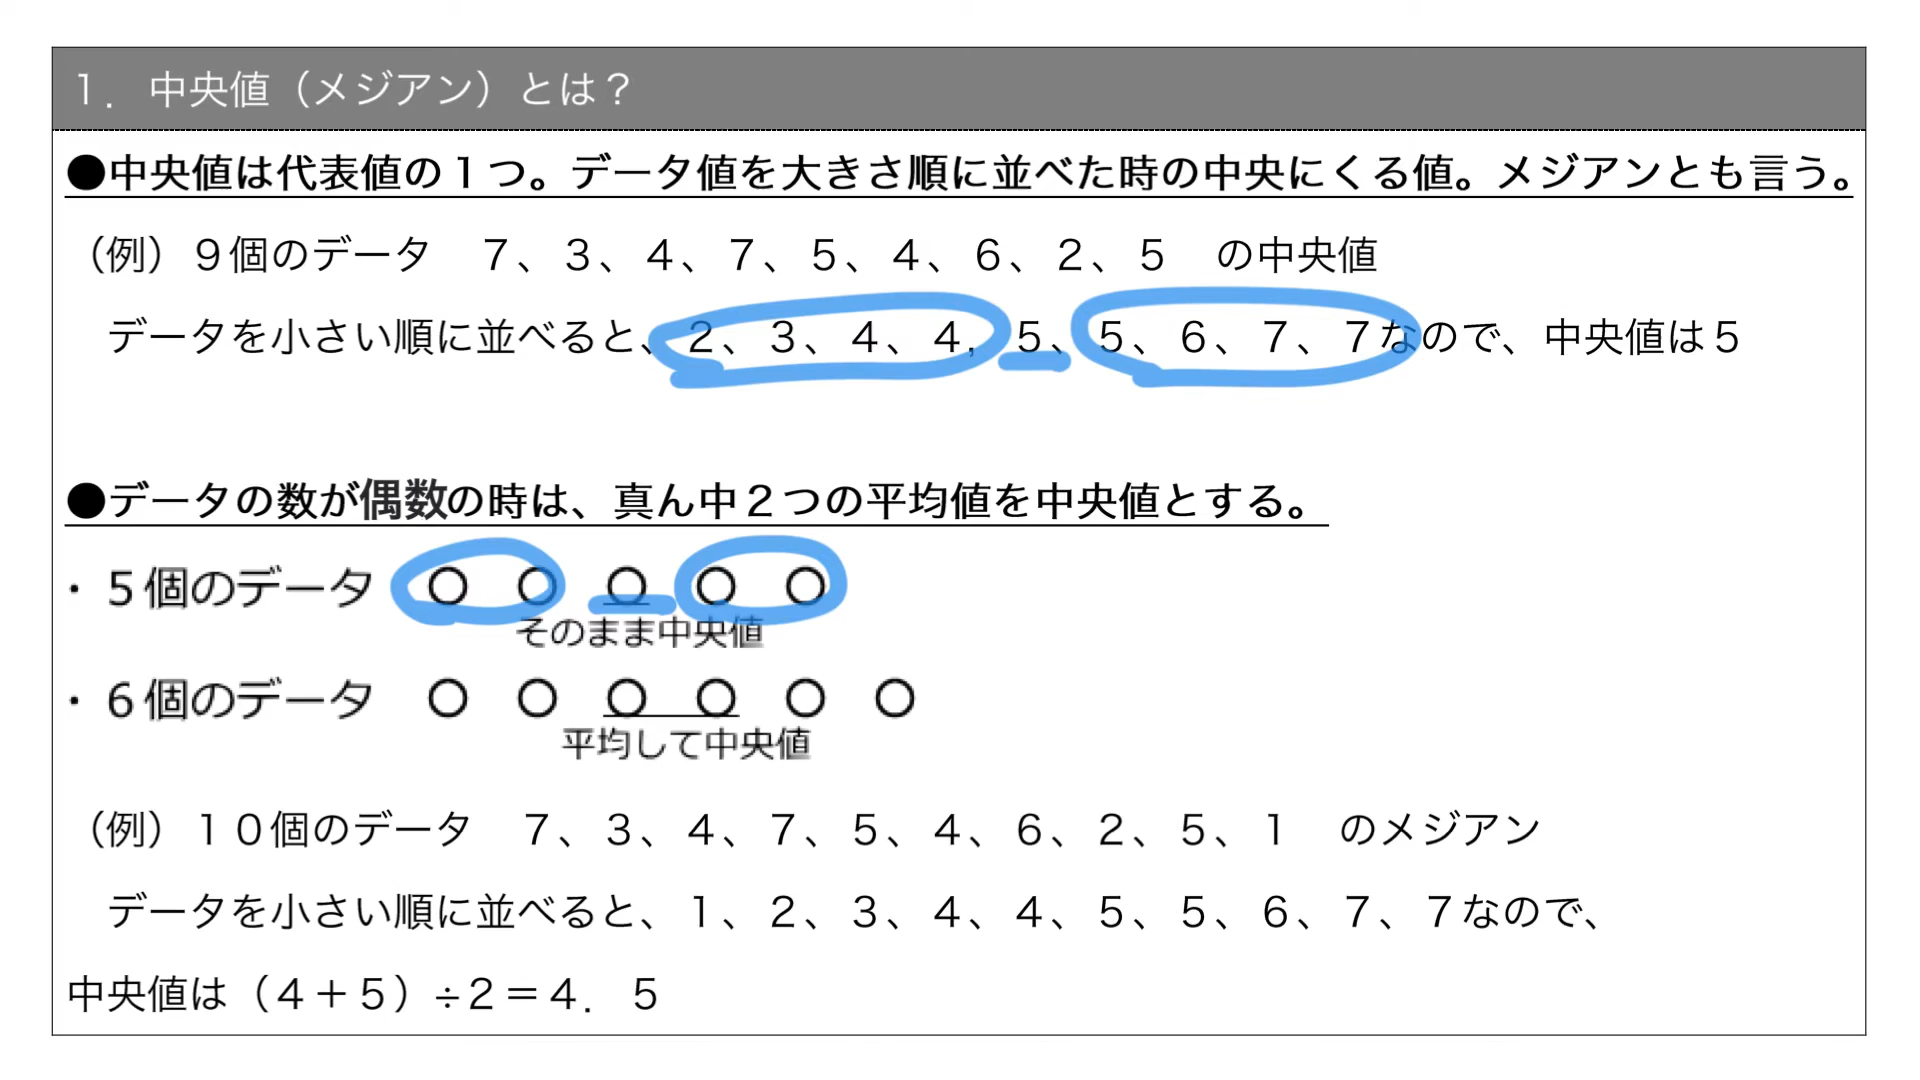 １．中央値（メジアン）とは？
●中央値は代表値の１つ。データ値を大きさ順に並べた時の中央にくる値。メジアンとも言う。
（例）９個のデータ　７、３、４、７、５、４、６、２、５　の中央値
データを小さい順に並べると、２、３、４、４，５、５、６、７、７なので、中央値は５
●データの数が偶数の時は、真ん中２つの平均値を中央値とする。
・５個のデータ　○　○　○　○　○
そのまま中央値
・６個のデータ　○　○　○　○　○　○
平均して中央値
（例）１０個のデータ　７、３、４、７、５、４、６、２、５、１　のメジアン
データを小さい順に並べると、１、２、３、４、４、５、５、６、７、７なので、
中央値は（４＋５）÷２＝４．５